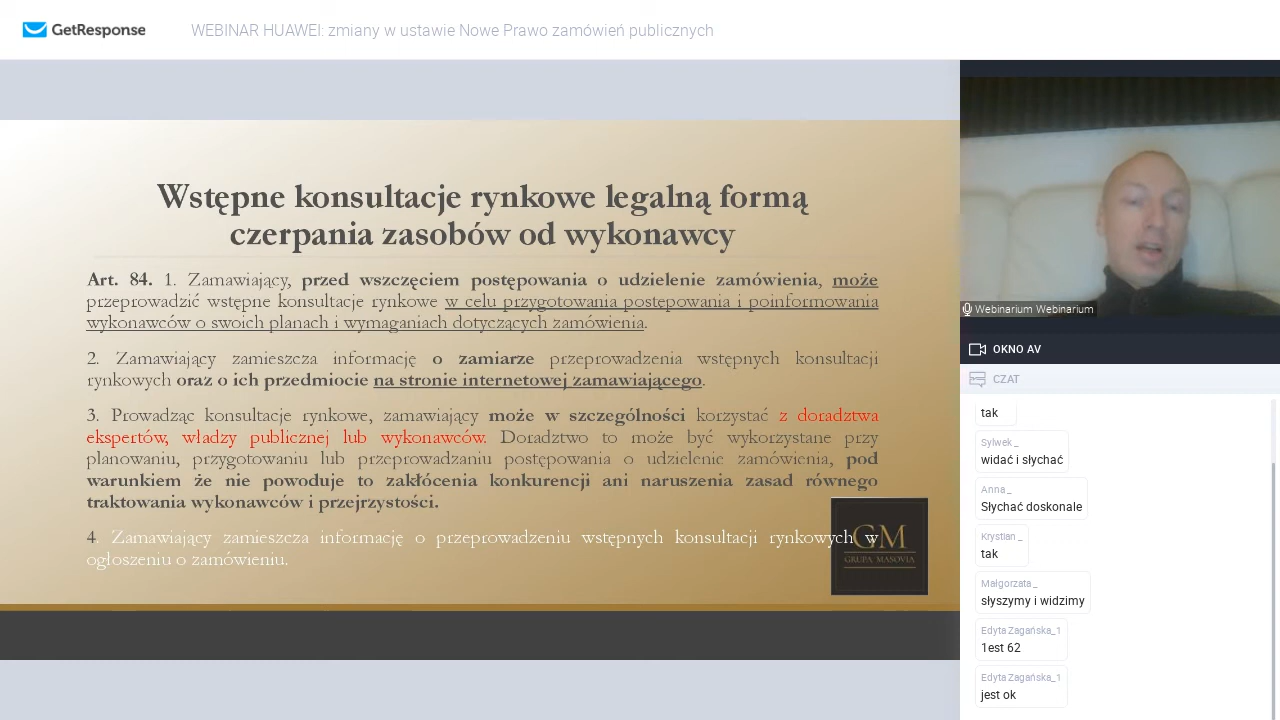 GetResponse
WEBINAR HUAWEI: zmiany w ustawie Nowe Prawo zamówień publicznych
Wstępne konsultacje rynkowe legalną formą
czerpania zasobów od wykonawcy
Art. 84. 1. Zamawiający, przed wszczęciem postępowania o udzielenie zamówienia, może
przeprowadzić wstępne konsultacje rynkowe w celu przygotowania postępowania i poinformowania
wykonawców o swoich planach i wymaganiach dotyczących zamówienia.
2. Zamawiający zamieszcza informację o zamiarze przeprowadzenia wstępnych konsultacji
rynkowych oraz o ich przedmiocie na stronie internetowej zamawiającego.
3. Prowadząc konsultacje rynkowe, zamawiający może w szczególności korzystać z doradztwa
ekspertów, władzy publicznej lub wykonawców. Doradztwo to może być wykorzystane przy
planowaniu, przygotowaniu lub przeprowadzaniu postępowania o udzielenie zamówienia, pod
warunkiem że nie powoduje to zakłócenia konkurencji ani naruszenia zasad równego
traktowania wykonawców i przejrzystości.
4. Zamawiający zamieszcza informację o przeprowadzeniu wstępnych konsultacji rynkowych w
ogłoszeniu o zamówieniu.
GM
GRUPA MASOVIA
Webinarium Webinarium
OKNO AV
CZAT
tak
Sylwek _
widać i słychać
Anna _
Słychać doskonale
Krystian _
tak
Małgorzata _
słyszymy i widzimy
Edyta Zagańska_1
1est 62
Edyta Zagańska_1
jest ok